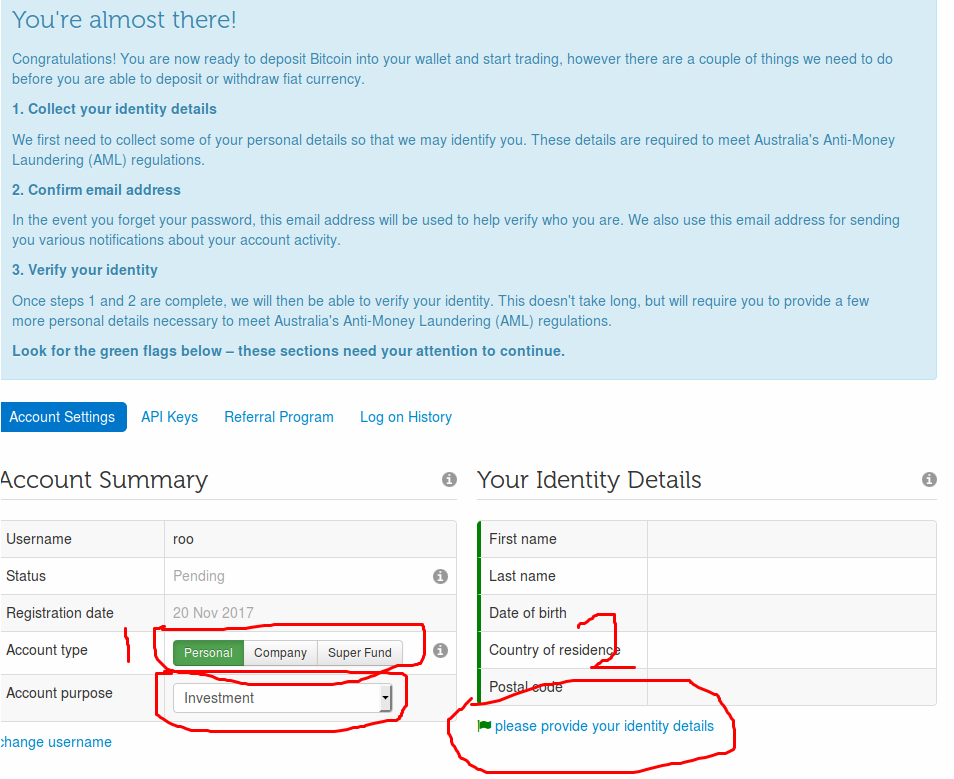 You're almost there!
Congratulations! You are now ready to deposit Bitcoin into your wallet and start trading, however there are a couple of things we need to do
before you are able to deposit or withdraw fiat currency.
1. Collect your identity details
We first need to collect some of your personal details so that we may identify you. These details are required to meet Australia's Anti-Money
Laundering (AML) regulations.
2. Confirm email address
In the event you forget your password, this email address will be used to help verify who you are. We also use this email address for sending
you various notifications about your account activity.
3. Verify your identity
Once steps 1 and 2 are complete, we will then be able to verify your identity. This doesn't take long, but will require you to provide a few
more personal details necessary to meet Australia's Anti-Money Laundering (AML) regulations.
Look for the green flags below – these sections need your attention to continue.
Account Settings API Keys Referral Program Log on History
Account Summary
Username roo
Status Pending
Registration date 20 Nov 2017
Account type 1 Personal Company Super Fund
Account purpose Investment
change username
Your Identity Details
First name
Last name
Date of birth
Country of residence 2
Postal code
please provide your identity details